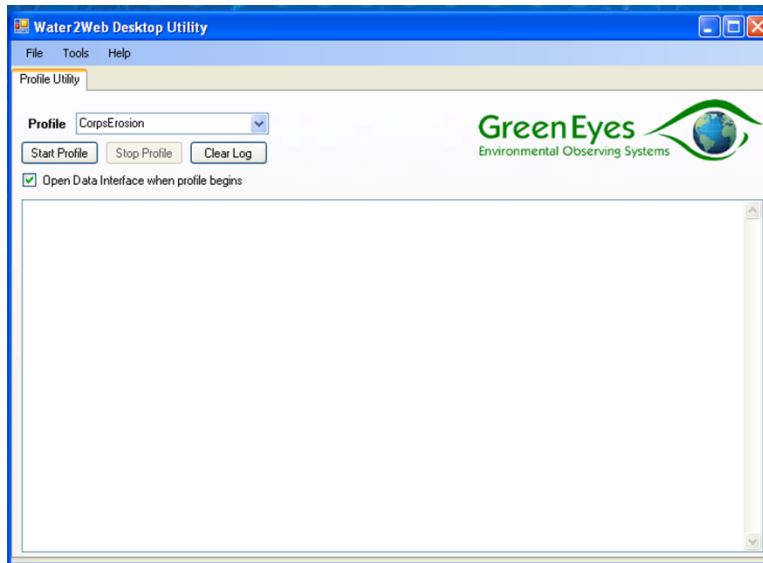 Water2Web Desktop Utility
File Tools Help
Profile Utility
Profile CorpsErosion
Start Profile Stop Profile Clear Log
Open Data Interface when profile begins
GreenEyes
Environmental Observing Systems